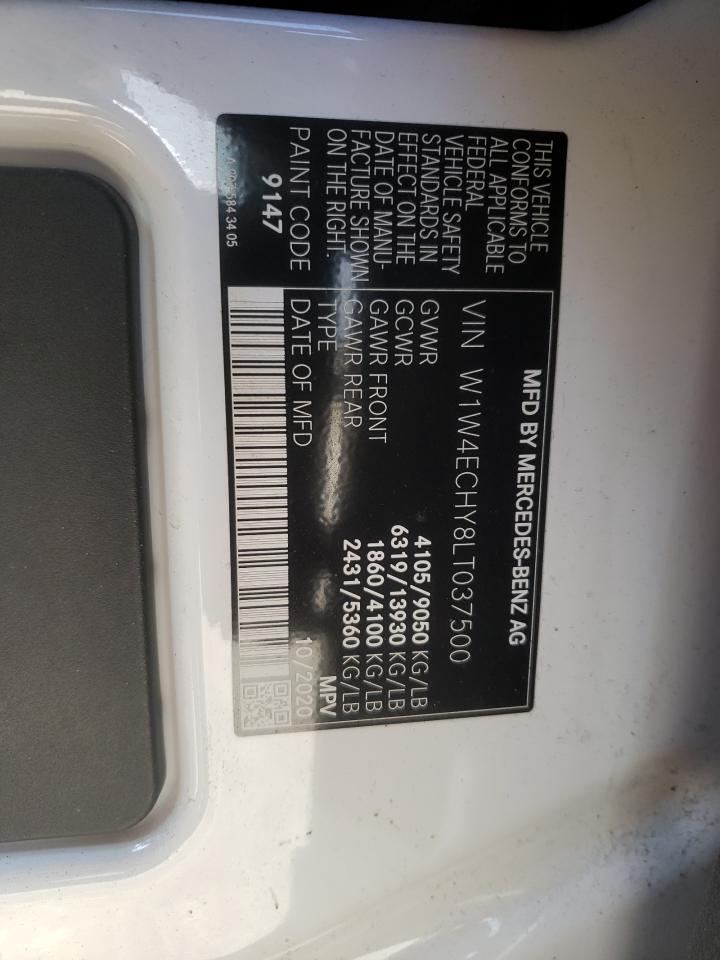 THIS VEHICLE
CONFORMS TO
ALL APPLICABLE
FEDERAL
VEHICLE SAFETY
STANDARDS IN
EFFECT ON THE
DATE OF MANU-
FACTURE SHOWN
ON THE RIGHT.
PAINT CODE
9147
584 34 05
MFD BY MERCEDES-BENZ AG
VIN W1W4ECHY8LT037500
GVWR 4105/9050 KG/LB
GCWR 6319/13930 KG/LB
GAWR FRONT 1860/4100 KG/LB
GAWR REAR 2431/5360 KG/LB
TYPE MPV
DATE OF MFD 10/2020